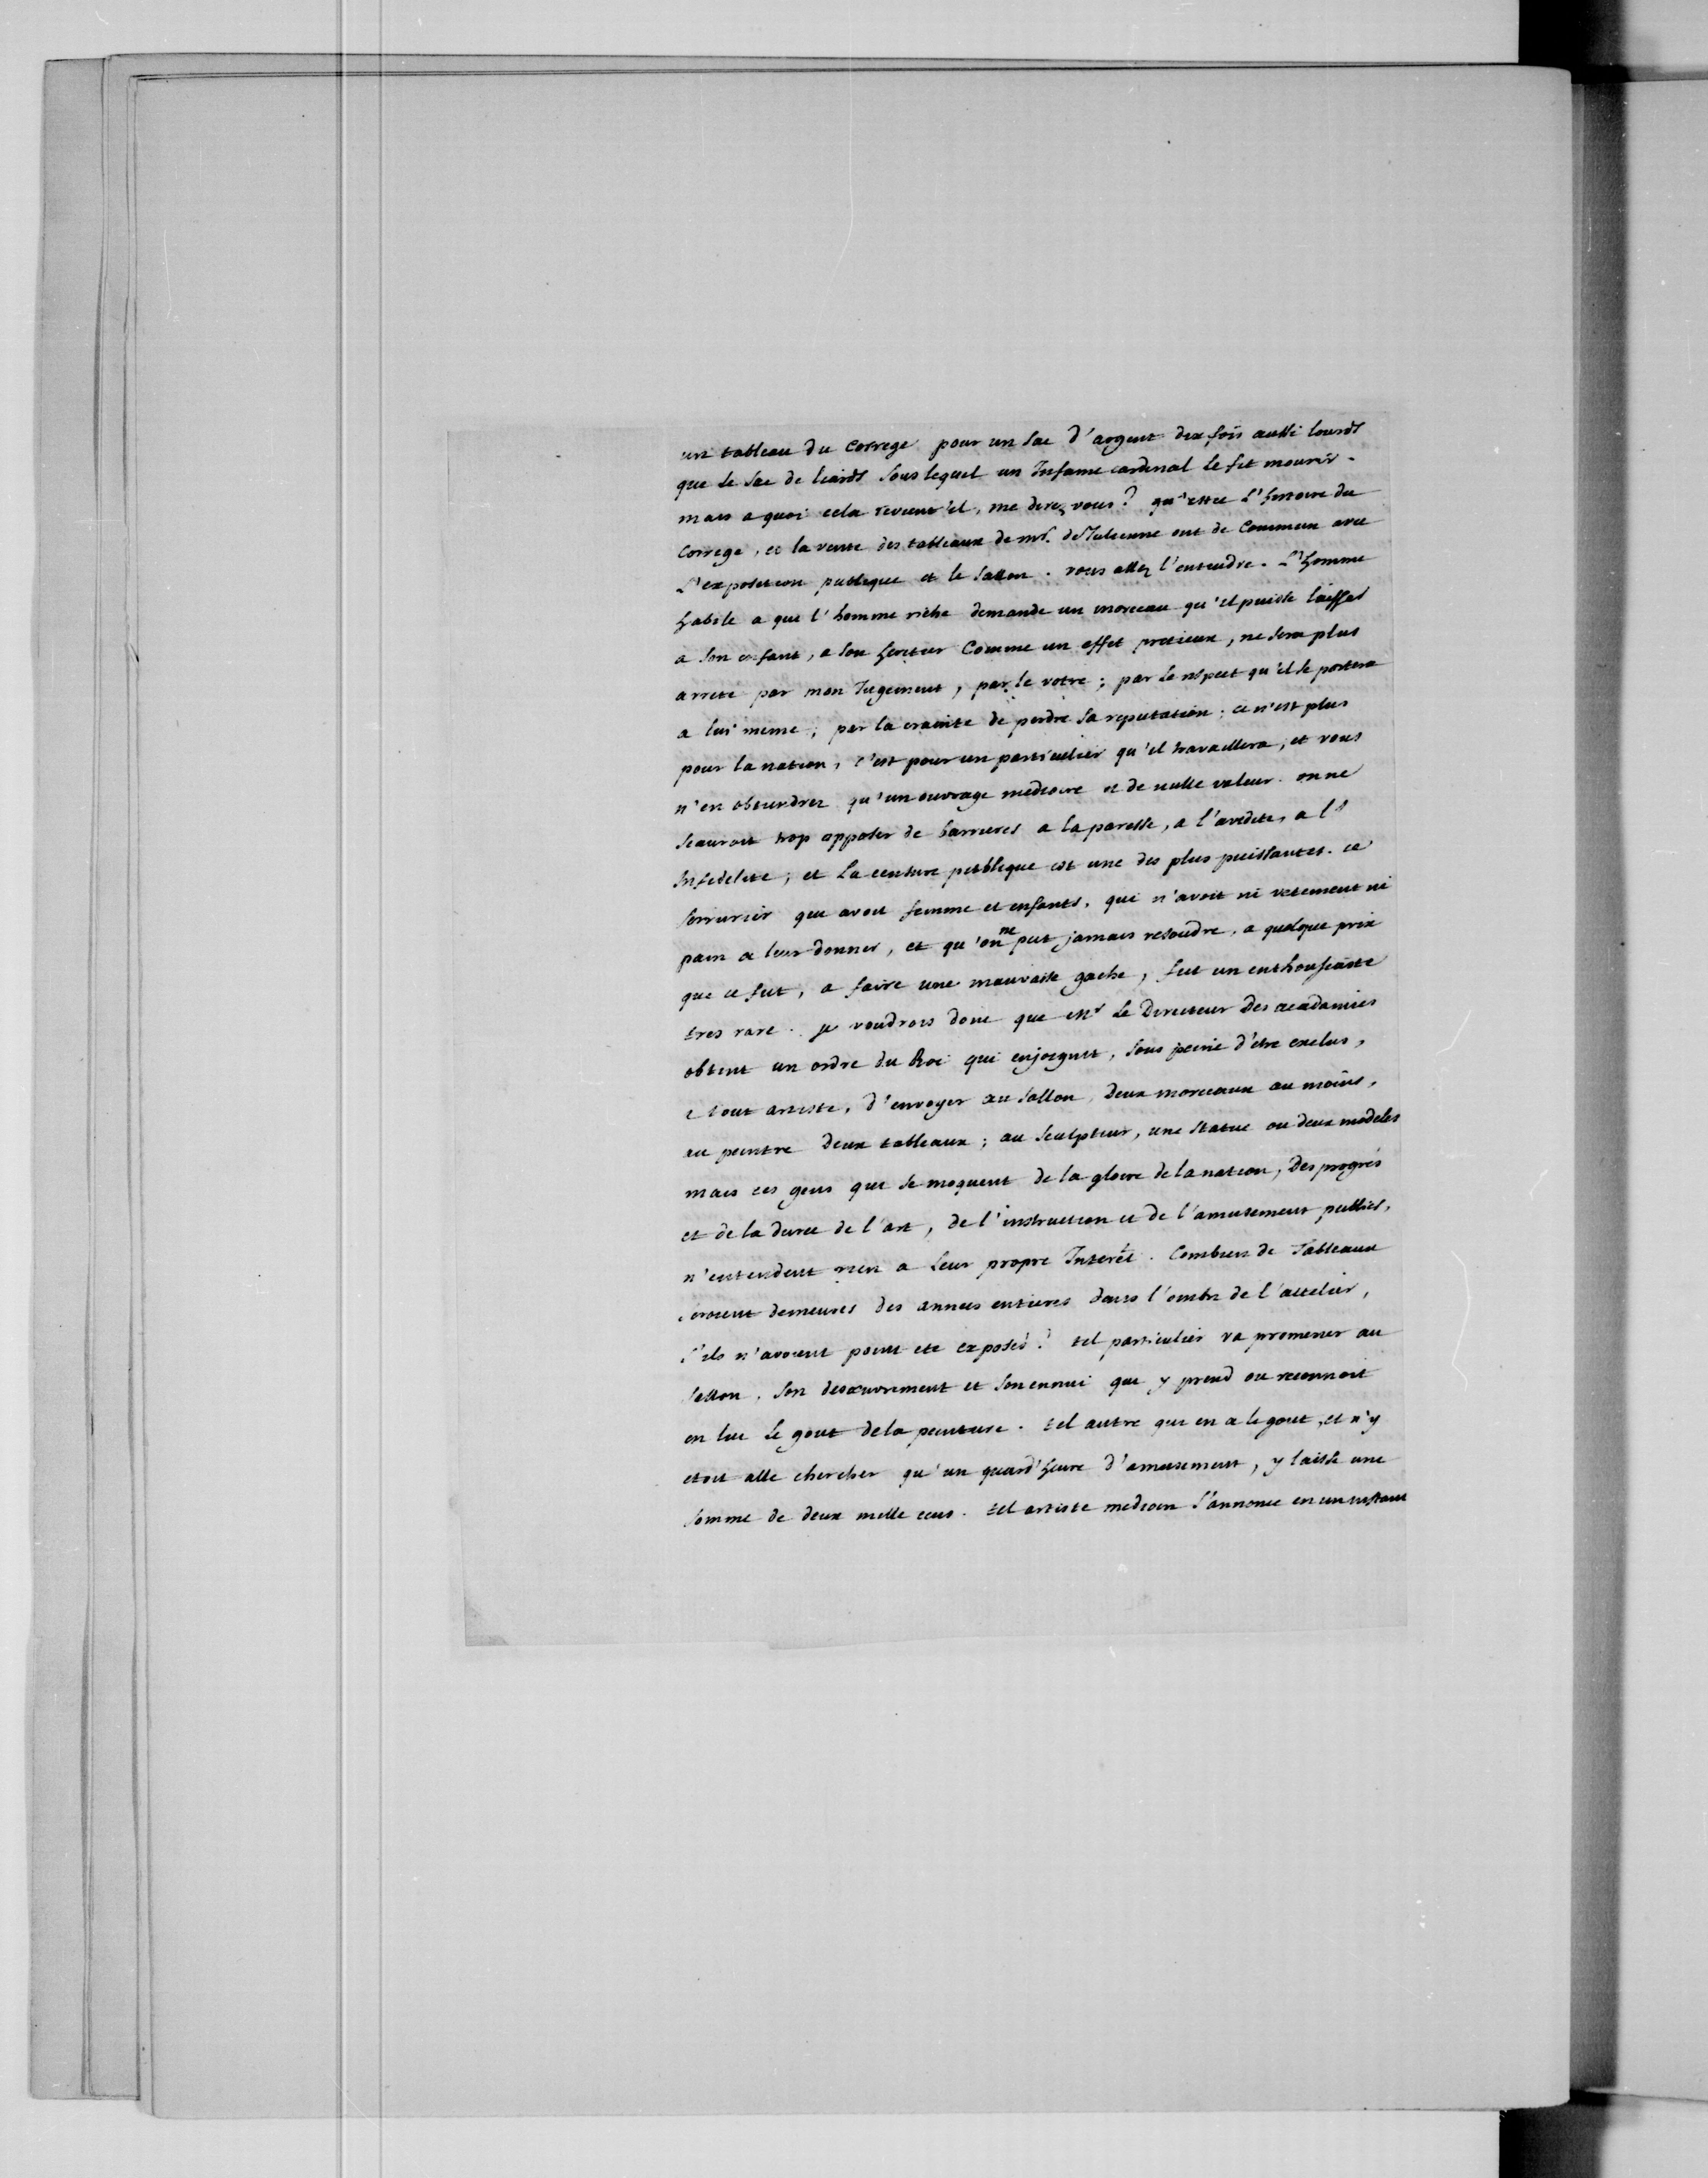 un tableau du Correge pour un sac d'argent dix fois aussi lourds
que le sac de liards sous lequel un Infame cardinal le fit mourir.
mais a quoi cela revient'il, me direz vous? qu'estce L'histoire du
Correge, et la vente des tableaux de mr. de Julienne ont de Commun avec
L'exposition publique et le sallon. vous allez l'entendre. L'homme
habile a qui l'homme riche demande un morceau qu'il puisse laisser
a son enfant, a son heritier Comme un effet pretieux, ne sera plus
arreté par mon Jugement, par le votre; par le respect qu'il se portera
a lui meme; par la crainte de perdre sa reputation; ce n'est plus
pour la nation, c'est pour un particulier qu'il travaillera, et vous
n'en obtiendrez qu'un ouvrage mediocre et de nulle valeur. on ne
scauroit trop opposer de barrieres a la paresse, a l'avidite, a l'
Infidelite; et La censure publique est une des plus puissantes. ce
serrurier qui avoit femme et enfants, qui n'avoit ni vetement ni
pain a leur donner, et qu'on ne put jamais resoudre, a quelque prix
que ce fut, a faire une mauvaise gache, fut un enthousiaste
tres rare. je voudrois donc que Mr Le Directeur Des academies
obtint un ordre du Roi qui enjoignit, sous peine d'etre exclus,
a tout artiste, d'envoyer au sallon, Deux morceaux au moins,
au peintre Deux tableaux; au sculpteur, une statue ou deux modeles
mais ces gens qui se moquent de la gloire de la nation, Des progrés
et de la duree de l'art, de l'instruction et de l'amusement publics,
n'entendent rien a leur propre Interêt. Combien de Tableaux
seroient demeurés des annees entieres dans l'ombre de l'attelier,
s'ils n'avoient point eté exposés? tel particulier va promener au
sallon, son desœuvrement et son ennui qui y prend ou reconnoit
en lui le gout de la peinture. tel autre qui en a le gout, et n'y
etoit allé chercher qu'un quard'heure d'amusement, y laisse une
somme de deux mille ecus. tel artiste mediocre s'annonce en un instant